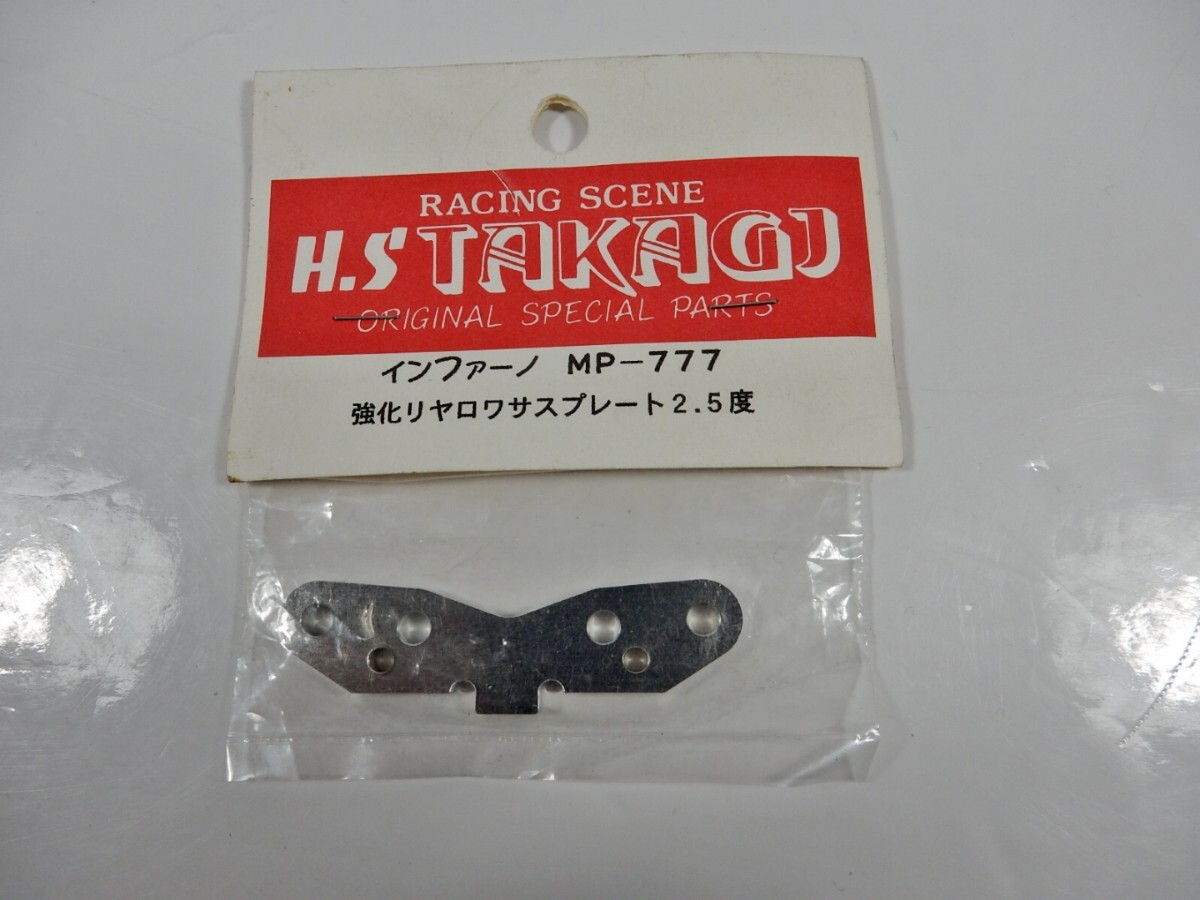 RACING SCENE
H.S TAKAGI
ORIGINAL SPECIAL PARTS
インファーノ MP−777
強化リヤロワサスプレート2.5度